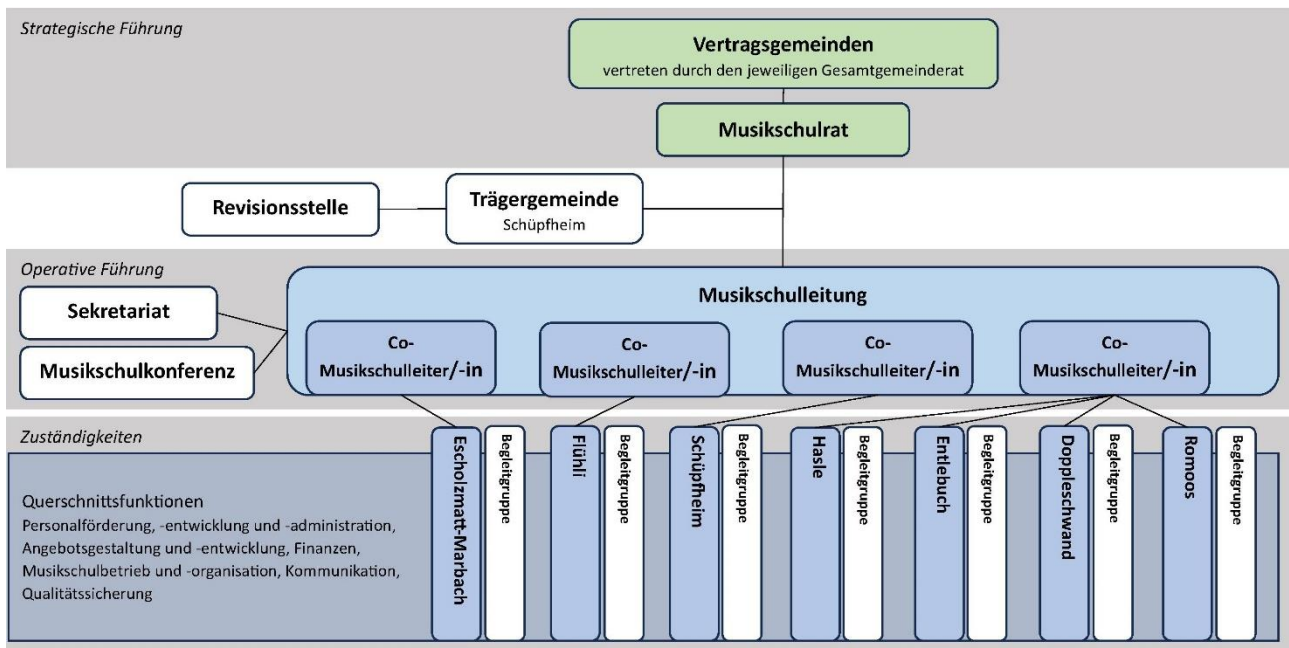 Strategische Führung
Vertragsgemeinden
vertreten durch den jeweiligen Gesamtgemeinderat
Musikschulrat
Revisionsstelle
Trägergemeinde
Schüpfheim
Operative Führung
Musikschulleitung
Sekretariat
Musikschulkonferenz
Co-
Musikschulleiter/-in
Co-
Musikschulleiter/-in
Co-
Musikschulleiter/-in
Co-
Musikschulleiter/-in
Zuständigkeiten
Querschnittsfunktionen
Personalförderung, -entwicklung und -administration,
Angebotsgestaltung und -entwicklung, Finanzen,
Musikschulbetrieb und -organisation, Kommunikation,
Qualitätssicherung
Escholzmatt-Marbach
Begleitgruppe
Flühli
Begleitgruppe
Schüpfheim
Begleitgruppe
Hasle
Begleitgruppe
Entlebuch
Begleitgruppe
Doppleschwand
Begleitgruppe
Romoos
Begleitgruppe